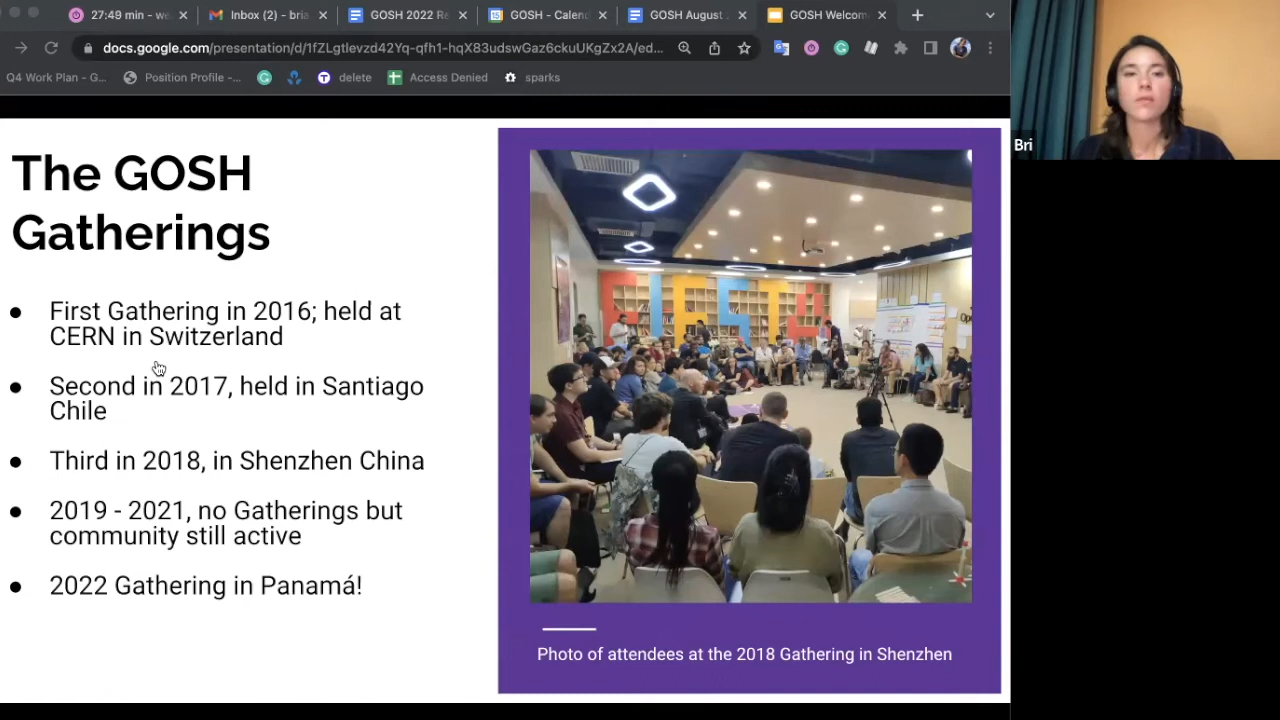 27:49 min - we...
Inbox (2) - bria
GOSH 2022 Re
GOSH - Calend
GOSH August
GOSH Welcom
docs.google.com/presentation/d/1fZLgtlevzd42Yq-qfh1-hqX83udswGaz6ckuUKgZx2A/ed...
Q4 Work Plan - G...
Position Profile -...
delete
Access Denied
sparks
Bri
The GOSH
Gatherings
● First Gathering in 2016; held at
CERN in Switzerland
● Second in 2017, held in Santiago
Chile
● Third in 2018, in Shenzhen China
● 2019 - 2021, no Gatherings but
community still active
● 2022 Gathering in Panamá!
Photo of attendees at the 2018 Gathering in Shenzhen